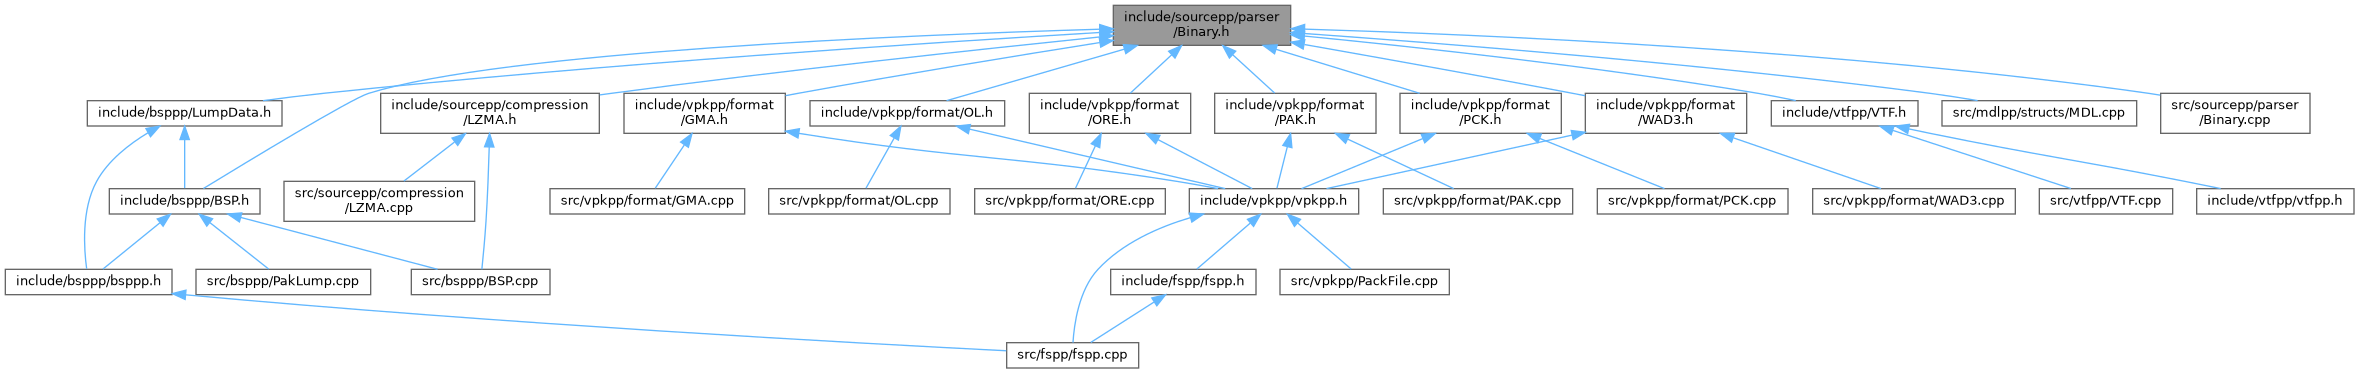 include/sourcepp/parser
/Binary.h
include/bsppp/LumpData.h
include/sourcepp/compression
/LZMA.h
include/vpkpp/format
/GMA.h
include/vpkpp/format/OL.h
include/vpkpp/format
/ORE.h
include/vpkpp/format
/PAK.h
include/vpkpp/format
/PCK.h
include/vpkpp/format
/WAD3.h
include/vtfpp/VTF.h
src/mdlpp/structs/MDL.cpp
src/sourcepp/parser
/Binary.cpp
include/bsppp/BSP.h
src/sourcepp/compression
/LZMA.cpp
src/vpkpp/format/GMA.cpp
src/vpkpp/format/OL.cpp
src/vpkpp/format/ORE.cpp
include/vpkpp/vpkpp.h
src/vpkpp/format/PAK.cpp
src/vpkpp/format/PCK.cpp
src/vpkpp/format/WAD3.cpp
src/vtfpp/VTF.cpp
include/vtfpp/vtfpp.h
include/bsppp/bsppp.h
src/bsppp/PakLump.cpp
src/bsppp/BSP.cpp
include/fspp/fspp.h
src/vpkpp/PackFile.cpp
src/fspp/fspp.cpp